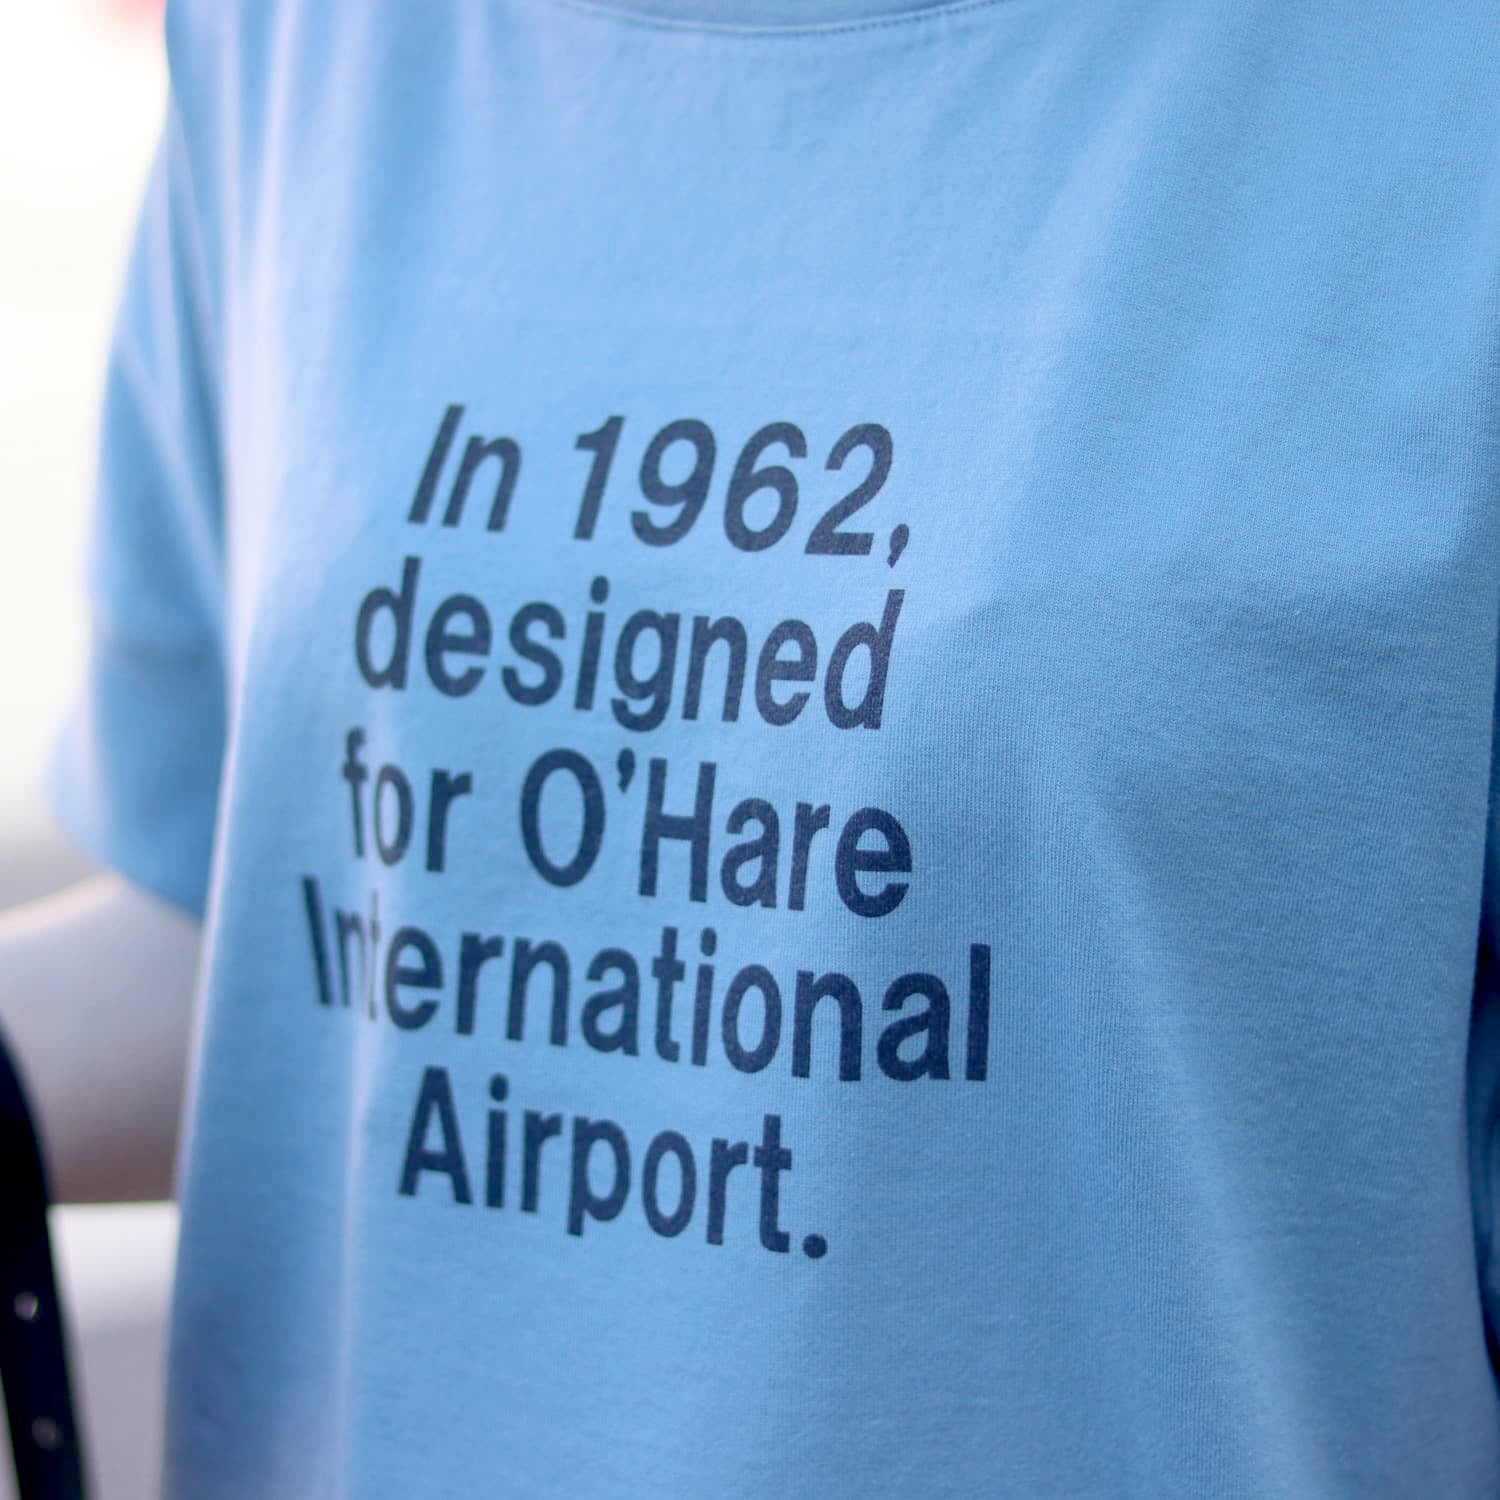 In 1962,
designed
for O’Hare
International
Airport.